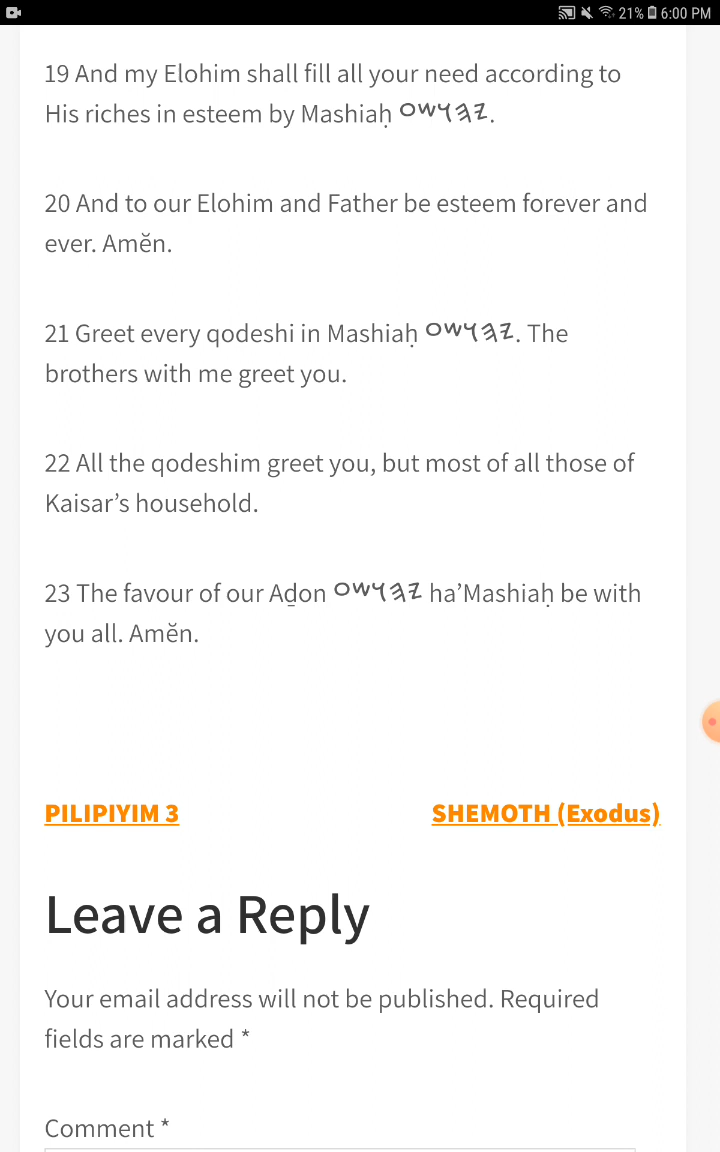 21% 6:00 PM
19 And my Elohim shall fill all your need according to
His riches in esteem by Mashiaḥ 𐤉𐤄𐤅𐤔𐤏.
20 And to our Elohim and Father be esteem forever and
ever. Amĕn.
21 Greet every qodeshi in Mashiaḥ 𐤉𐤄𐤅𐤔𐤏. The
brothers with me greet you.
22 All the qodeshim greet you, but most of all those of
Kaisar’s household.
23 The favour of our Aḏon 𐤉𐤄𐤅𐤔𐤏 ha’Mashiaḥ be with
you all. Amĕn.
PILIPIYIM 3 SHEMOTH (Exodus)
Leave a Reply
Your email address will not be published. Required
fields are marked *
Comment *